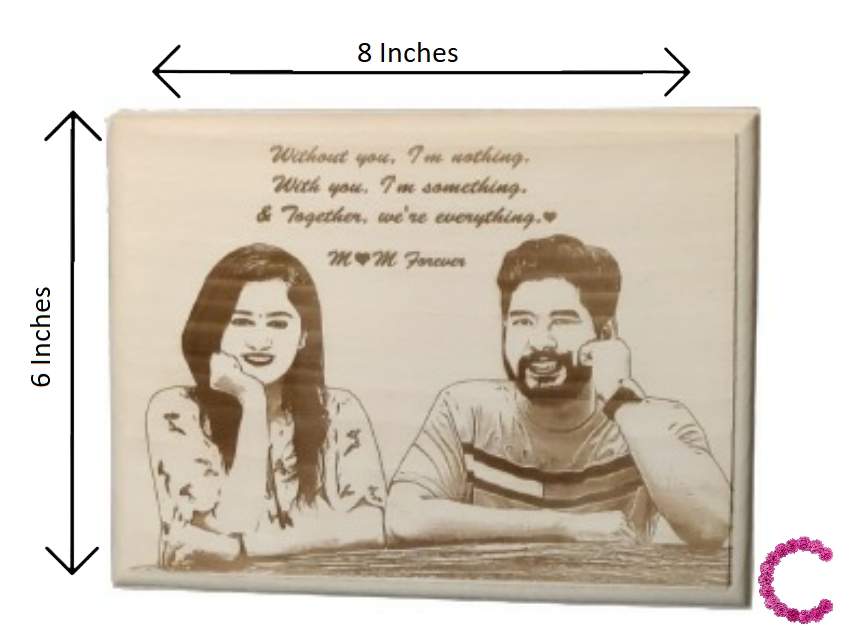 8 Inches
6 Inches
Without you, I'm nothing.
With you, I'm something.
& Together, we're everything.♥
M♥M Forever
C